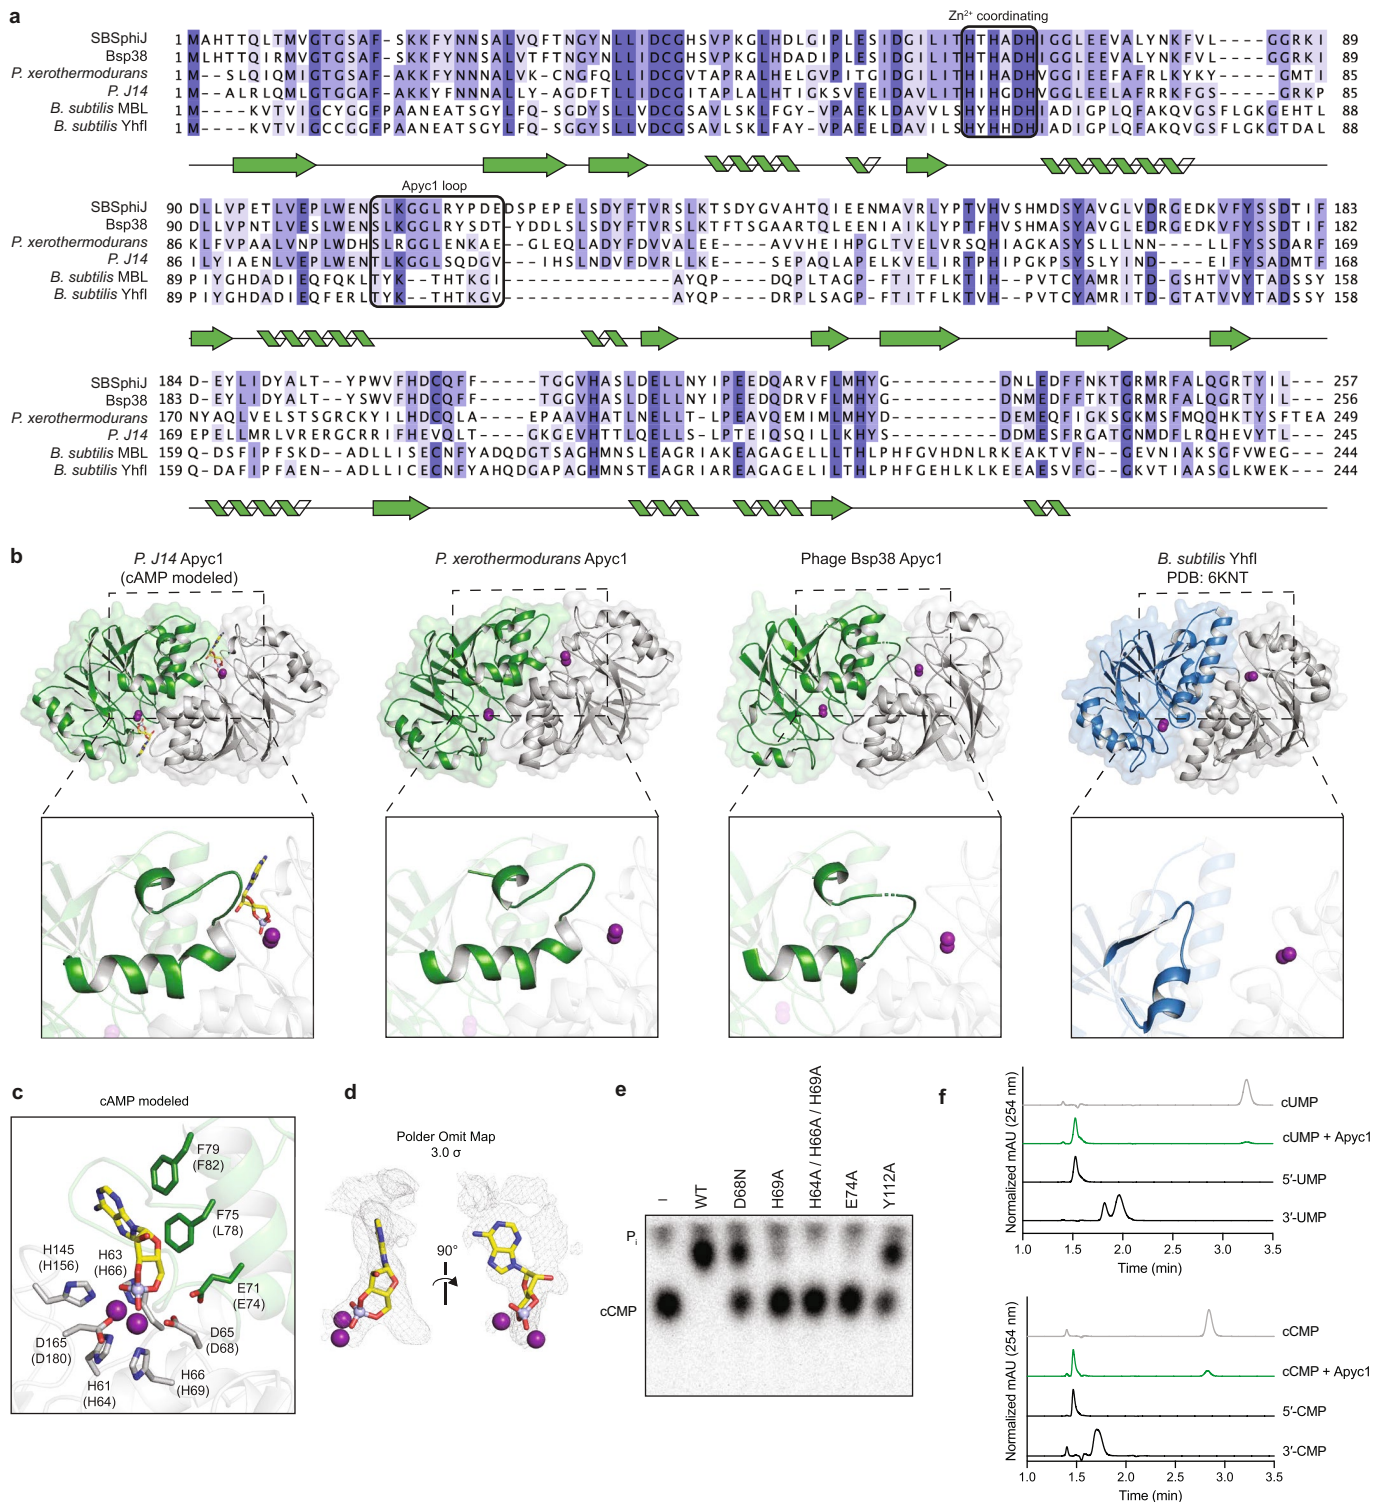 a
Zn²⁺ coordinating
SBSphiJ 1 MAHTTQLTMVGTGSAF-SKKFYNNSALVQFTNGYNLLIDCGHSVPKGLHDLGIPLESIDGILITHTHADHIGGLEEVALYNKFVL----GGRKI 89
Bsp38 1 MLHTTQIRMVGTGSAF-SKKFYNNSALVTFTNGYNLLIDCGHSVPKGLHDADIPLESIDGILITHTHADHIGGLEEVALYNKFVL----GGRKI 89
P. xerothermodurans 1 M--SLQIQMIGTGSAF-AKKFYNNNALVK-CNGFQLLIDCGVTAPRALHELGVPITGIDGILITHIHADHVGGIEEFAFRLKYKY-----GMTI 85
P. J14 1 M--ALRLQMLGTGGAF-AKKYFNNNALLY-AGDFTLLIDCGITAPLALHTIGKSVEEIDAVLITHIHGDHVGGLEEFAFRRKFGS-----GRKP 85
B. subtilis MBL 1 M----KVTVIGCYGGFPAANEATSGYLFQ-SGDYSLLVDCGSAVLSKLFGY-VPAEKLDAVILSHYHHDHIADIGPLQFAKQVGSFLGKGEHTL 88
B. subtilis YhfI 1 M----KVTVIGCCGGFPAANEATSGYLFQ-SGGYSLLVDCGSAVLSKLFAY-VPAEELDAVILSHYHHDHIADIGPLQFAKQVGSFLGKGTDAL 88
Apyc1 loop
SBSphiJ 90 DLLVPETLVEPLWENSLKGGLRYPDEDSPEPELSDYFTVRSLKTSDYGVAHTQIEENMAVRLYPTVHVSHMDSYAVGLVDRGEDKVFYSSDTIF 183
Bsp38 90 DLLVPNTLVESLWENSLKGGLRYSDT-YDDLSLSDYFTVRSLKTFTSGAARTQLEENIAIKLYPTVHVSHMDSYAVGLVDRGEDKVFYSSDTIF 182
P. xerothermodurans 86 KLFVPAALVNPLWDHSLRGGLENKAE--GLEQLADYFDVVALEE----AVVHEIHPGLTVELVRSQHIAGKASYSLLLNN----LLFYSSDARF 169
P. J14 86 ILYIAENLVEPLWENTLKGGLSQDGV---IHSLNDVFDVRLLKE----SEPAQLAPELKVELIRTPHIPGKPSYSLYIND----EIFYSADMTF 168
B. subtilis MBL 89 PIYGHDADIEQFQKLTYK--THTKGI--------------AYQP----DQPLTAGP-FTITFLKTVH--PVTCYAMRITD-GSHTVVYTADSSY 158
B. subtilis YhfI 89 PIYGHDADIEQFERLTYK--THTKGV--------------AYQP----DRPLSAGP-FTITFLKTVH--PVTCYAMRITD-GTATVVYTADSSY 158
SBSphiJ 184 D-EYLIDYALT--YPWVFHDCQFF-----TGGVHASLDELLNYIPEEDQARVFLMHYG---------DNLEDFFNKTGRMRFALQGRTYIL--- 257
Bsp38 183 D-EYLIDYALT--YSWVFHDCQFF-----TGGVHASLDELLNYIPEEDQDRVFLMHYD---------DNMEDFFNKTGRMRFALQGRTYIL--- 256
P. xerothermodurans 170 NYAQLVELSTSGRCKYILHDCQLA-----EPAAVHATLNELLT-LPEAVQEMIMLMHYD---------DEMEQFIGKSGKMSFMQQHKTYSFTEA 249
P. J14 169 EPELLMRLVRERGCRRIFHEVQLT----GKGEVHTTLQELLS-LPTEIQSQILLKHYS---------DDMESFRGATGNMDFLRQHEVYTL--- 245
B. subtilis MBL 159 Q-DSFIPFSKD--ADLLISECNFYADQDGTSAGHMNSLEAGRIAKEAGAGELLLTHLPHFGVHDNLRKEAKTVFN--GEVNIAKSGFVWEG--- 244
B. subtilis YhfI 159 Q-DAFIPFAEN--ADLLICECNFYAHQDGAPAGHMNSTEAGRIAREAGAGELILTHLPHFGEHLKLKEEAESVFG--GKVTIAASGLKWEK--- 244
b
P. J14 Apyc1
(cAMP modeled)
P. xerothermodurans Apyc1
Phage Bsp38 Apyc1
B. subtilis YhfI
PDB: 6KNT
c
cAMP modeled
F79
(F82)
F75
(L78)
H145
(H156)
H63
(H66)
E71
(E74)
D165
(D180)
D65
(D68)
H61
(H64)
H66
(H69)
d
Polder Omit Map
3.0 σ
90°
e
–
WT
D68N
H69A
H64A / H66A / H69A
E74A
Y112A
Pi
cCMP
f
Normalized mAU (254 nm)
cUMP
cUMP + Apyc1
5′-UMP
3′-UMP
1.0 1.5 2.0 2.5 3.0 3.5
Time (min)
Normalized mAU (254 nm)
cCMP
cCMP + Apyc1
5′-CMP
3′-CMP
1.0 1.5 2.0 2.5 3.0 3.5
Time (min)